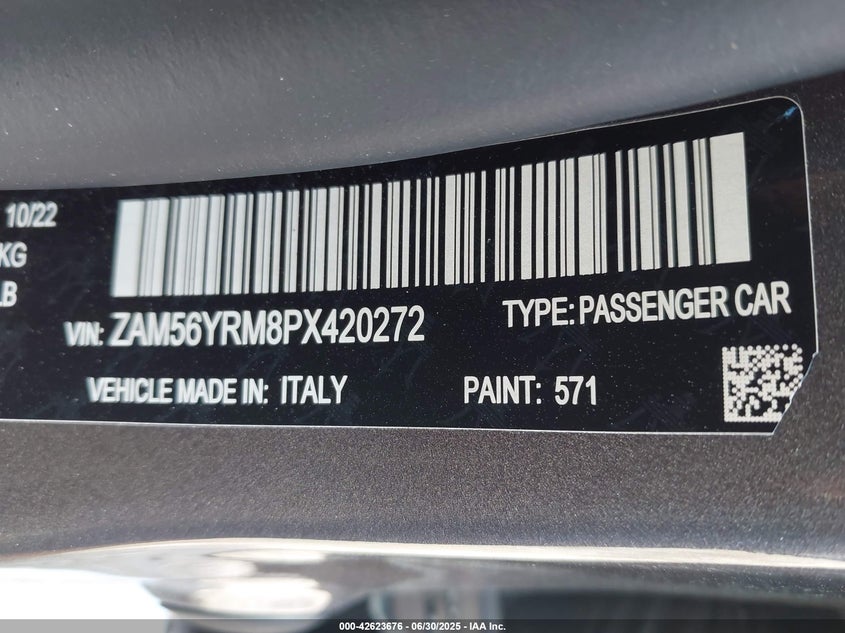 10/22
KG
LB
VIN: ZAM56YRM8PX420272
TYPE: PASSENGER CAR
VEHICLE MADE IN: ITALY
PAINT: 571
000-42623676 - 06/30/2025 - IAA Inc.